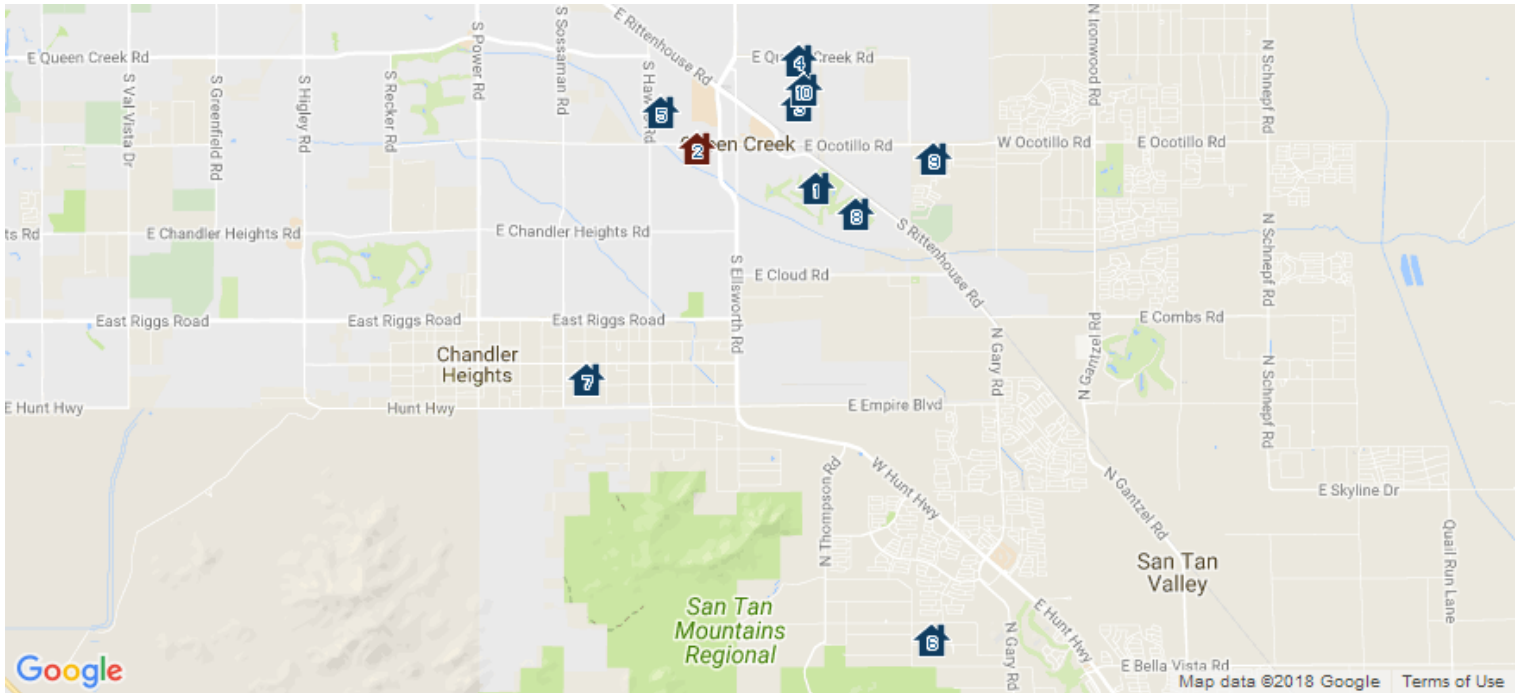 E Rittenhouse Rd
S Power Rd
S Sossaman Rd
N Ironwood Rd
N Schnepf Rd
E Queen Creek Rd
4
E Queen Creek Rd
S Val Vista Dr
S Greenfield Rd
S Higley Rd
S Recker Rd
10
5
Queen Creek
2
E Ocotillo Rd
W Ocotillo Rd
E Ocotillo Rd
9
1
8
ts Rd
E Chandler Heights Rd
E Chandler Heights Rd
S Rittenhouse Rd
N Schnepf Rd
S Ellsworth Rd
E Cloud Rd
East Riggs Road
East Riggs Road
East Riggs Road
E Combs Rd
N Gary Rd
N Gantzel Rd
N Schnepf Rd
Chandler
Heights
7
E Hunt Hwy
Hunt Hwy
E Empire Blvd
N Thompson Rd
W Hunt Hwy
N Gantzel Rd
E Skyline Dr
Quail Run Lane
San Tan
Valley
San Tan
Mountains
Regional
6
N Gary Rd
E Hunt Hwy
E Bella Vista Rd
Google
Map data ©2018 Google
Terms of Use